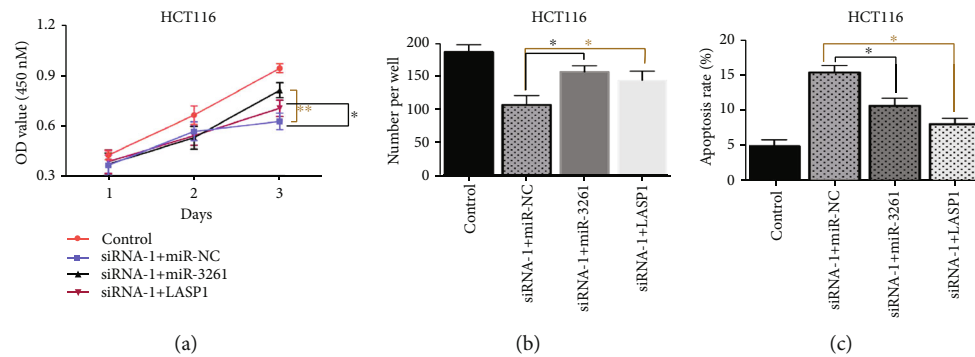 HCT116
1.2
0.9
0.6
0.3
OD value (450 nM)
**
*
1 2 3
Days
Control
siRNA-1+miR-NC
siRNA-1+miR-3261
siRNA-1+LASP1
(a)
HCT116
200
150
100
50
0
Number per well
*
*
Control
siRNA-1+miR-NC
siRNA-1+miR-3261
siRNA-1+LASP1
(b)
HCT116
20
15
10
5
0
Apoptosis rate (%)
*
*
Control
siRNA-1+miR-NC
siRNA-1+miR-3261
siRNA-1+LASP1
(c)